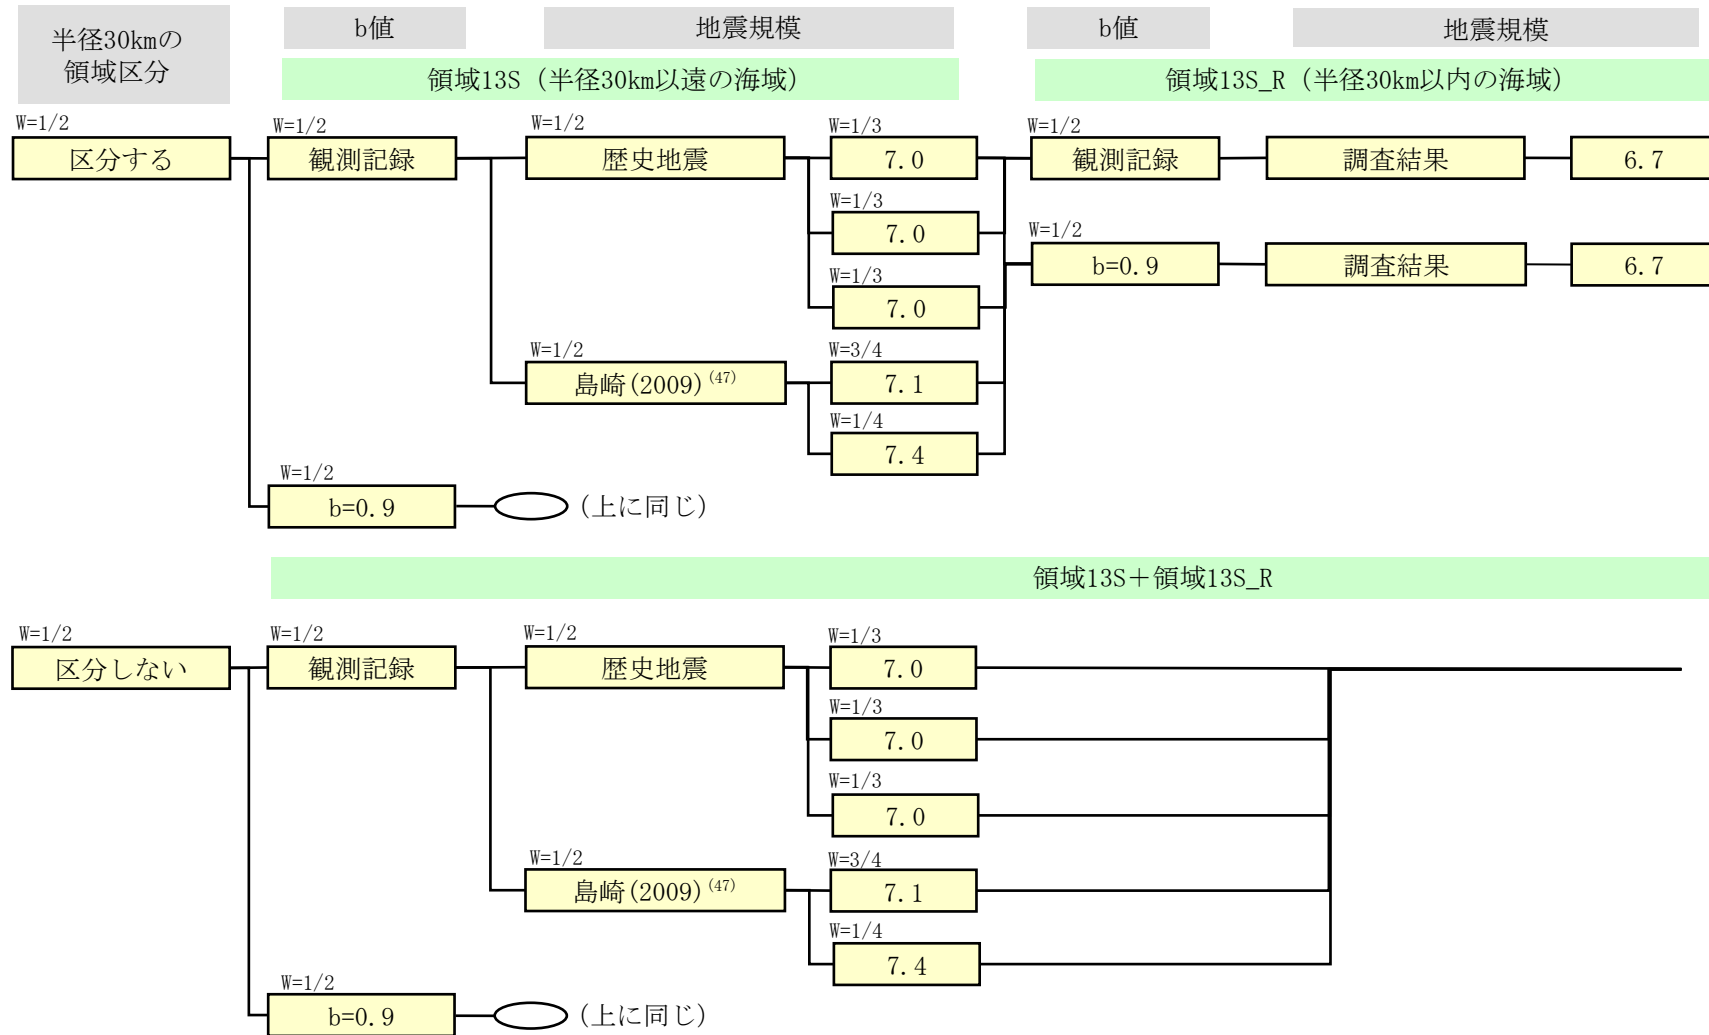 半径30kmの
領域区分
b値
地震規模
b値
地震規模
領域13S（半径30km以遠の海域）
領域13S_R（半径30km以内の海域）
W=1/2
区分する
W=1/2
観測記録
W=1/2
歴史地震
W=1/3
7.0
W=1/2
観測記録
調査結果
6.7
W=1/3
7.0
W=1/2
b=0.9
調査結果
6.7
W=1/3
7.0
W=1/2
島崎(2009)(47)
W=3/4
7.1
W=1/4
7.4
W=1/2
b=0.9
（上に同じ）
領域13S＋領域13S_R
W=1/2
区分しない
W=1/2
観測記録
W=1/2
歴史地震
W=1/3
7.0
W=1/3
7.0
W=1/3
7.0
W=1/2
島崎(2009)(47)
W=3/4
7.1
W=1/4
7.4
W=1/2
b=0.9
（上に同じ）